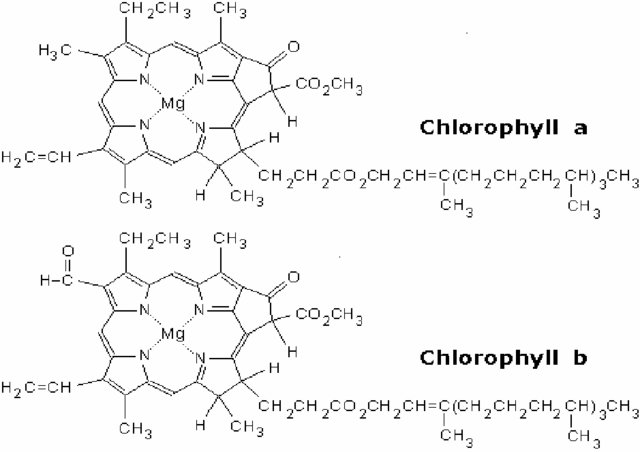 CH₂CH₃ CH₃
H₃C O
N N CO₂CH₃
Mg H
N N H
Chlorophyll a
H₂C=CH
CH₃ H CH₃ CH₂CH₂CO₂CH₂CH=C(CH₂CH₂CH₂CH)₃CH₃
CH₃ CH₃
O CH₂CH₃ CH₃
H–C O
N N CO₂CH₃
Mg H
N N H
Chlorophyll b
H₂C=CH
CH₃ H CH₃ CH₂CH₂CO₂CH₂CH=C(CH₂CH₂CH₂CH)₃CH₃
CH₃ CH₃